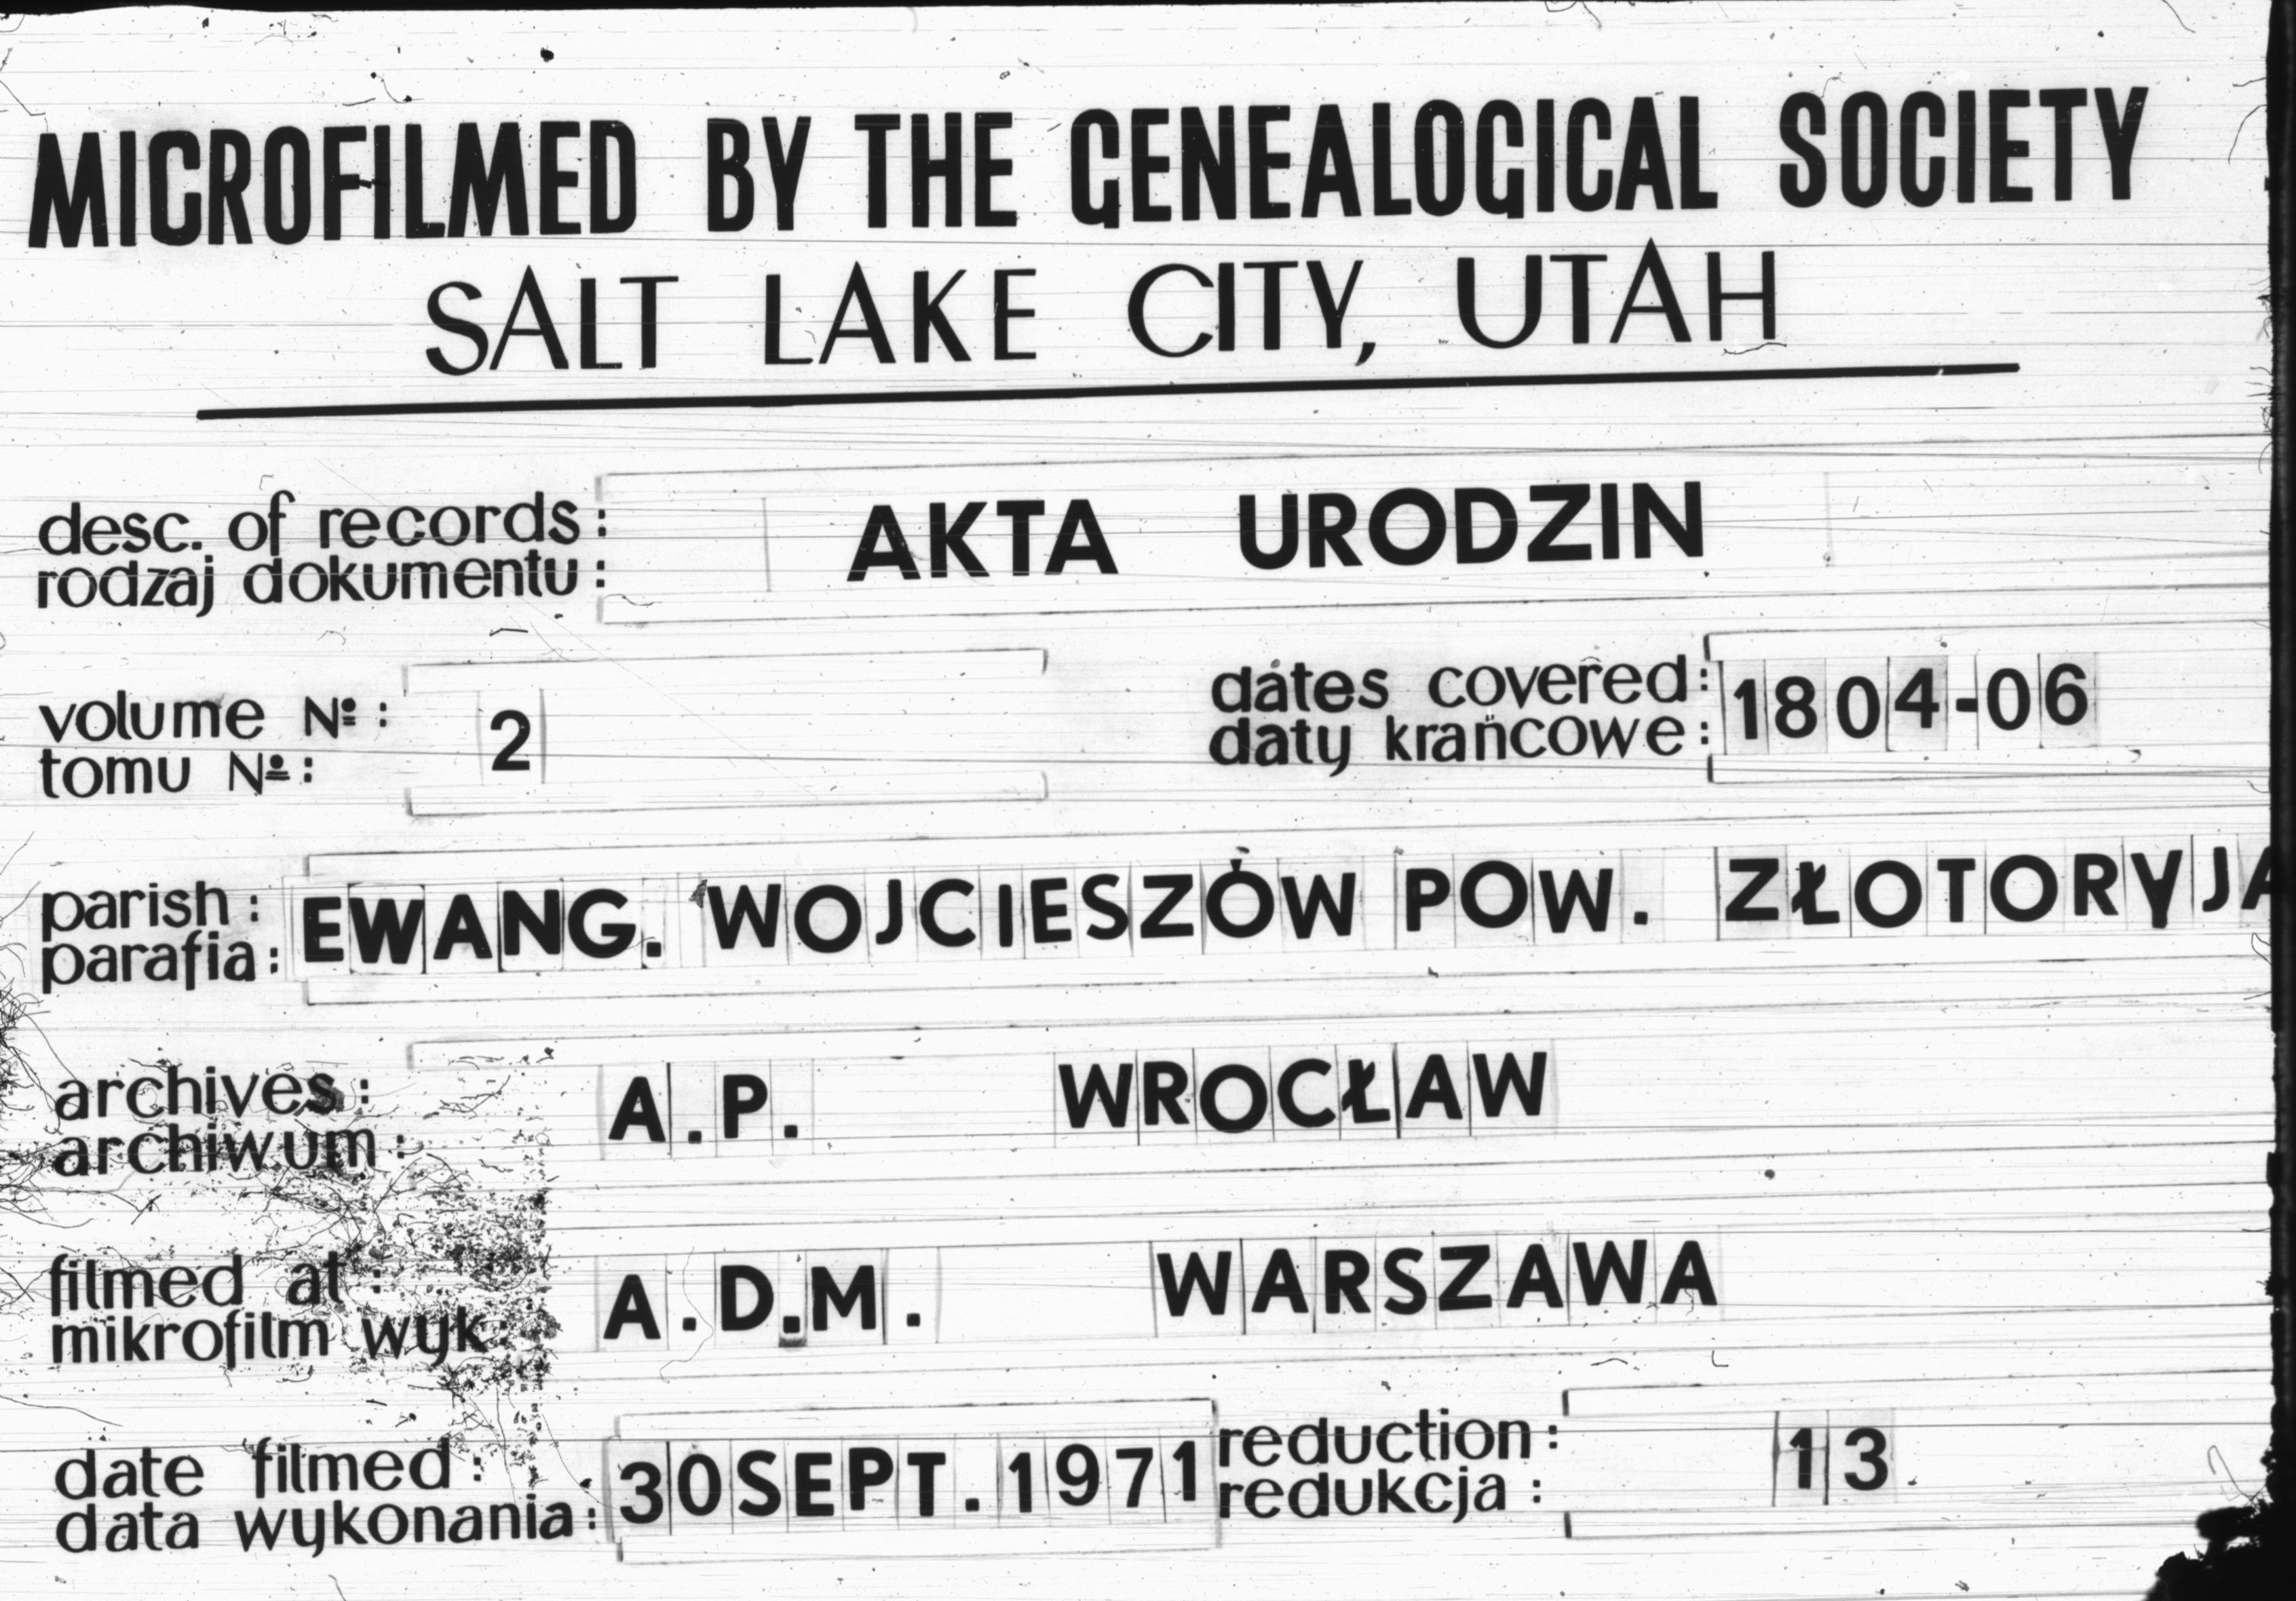 MICROFILMED BY THE GENEALOGICAL SOCIETY
SALT LAKE CITY, UTAH
desc. of records:
rodzaj dokumentu:
AKTA URODZIN
volume Nº:
tomu Nº:
2
dates covered:
daty krańcowe:
1804-06
parish:
parafia:
EWANG. WOJCIESZÓW POW. ZŁOTORYJA
archives:
archiwum:
A.P. WROCŁAW
filmed at:
mikrofilm wyk:
A.D.M. WARSZAWA
date filmed:
data wykonania:
30SEPT.1971
reduction:
redukcja:
13